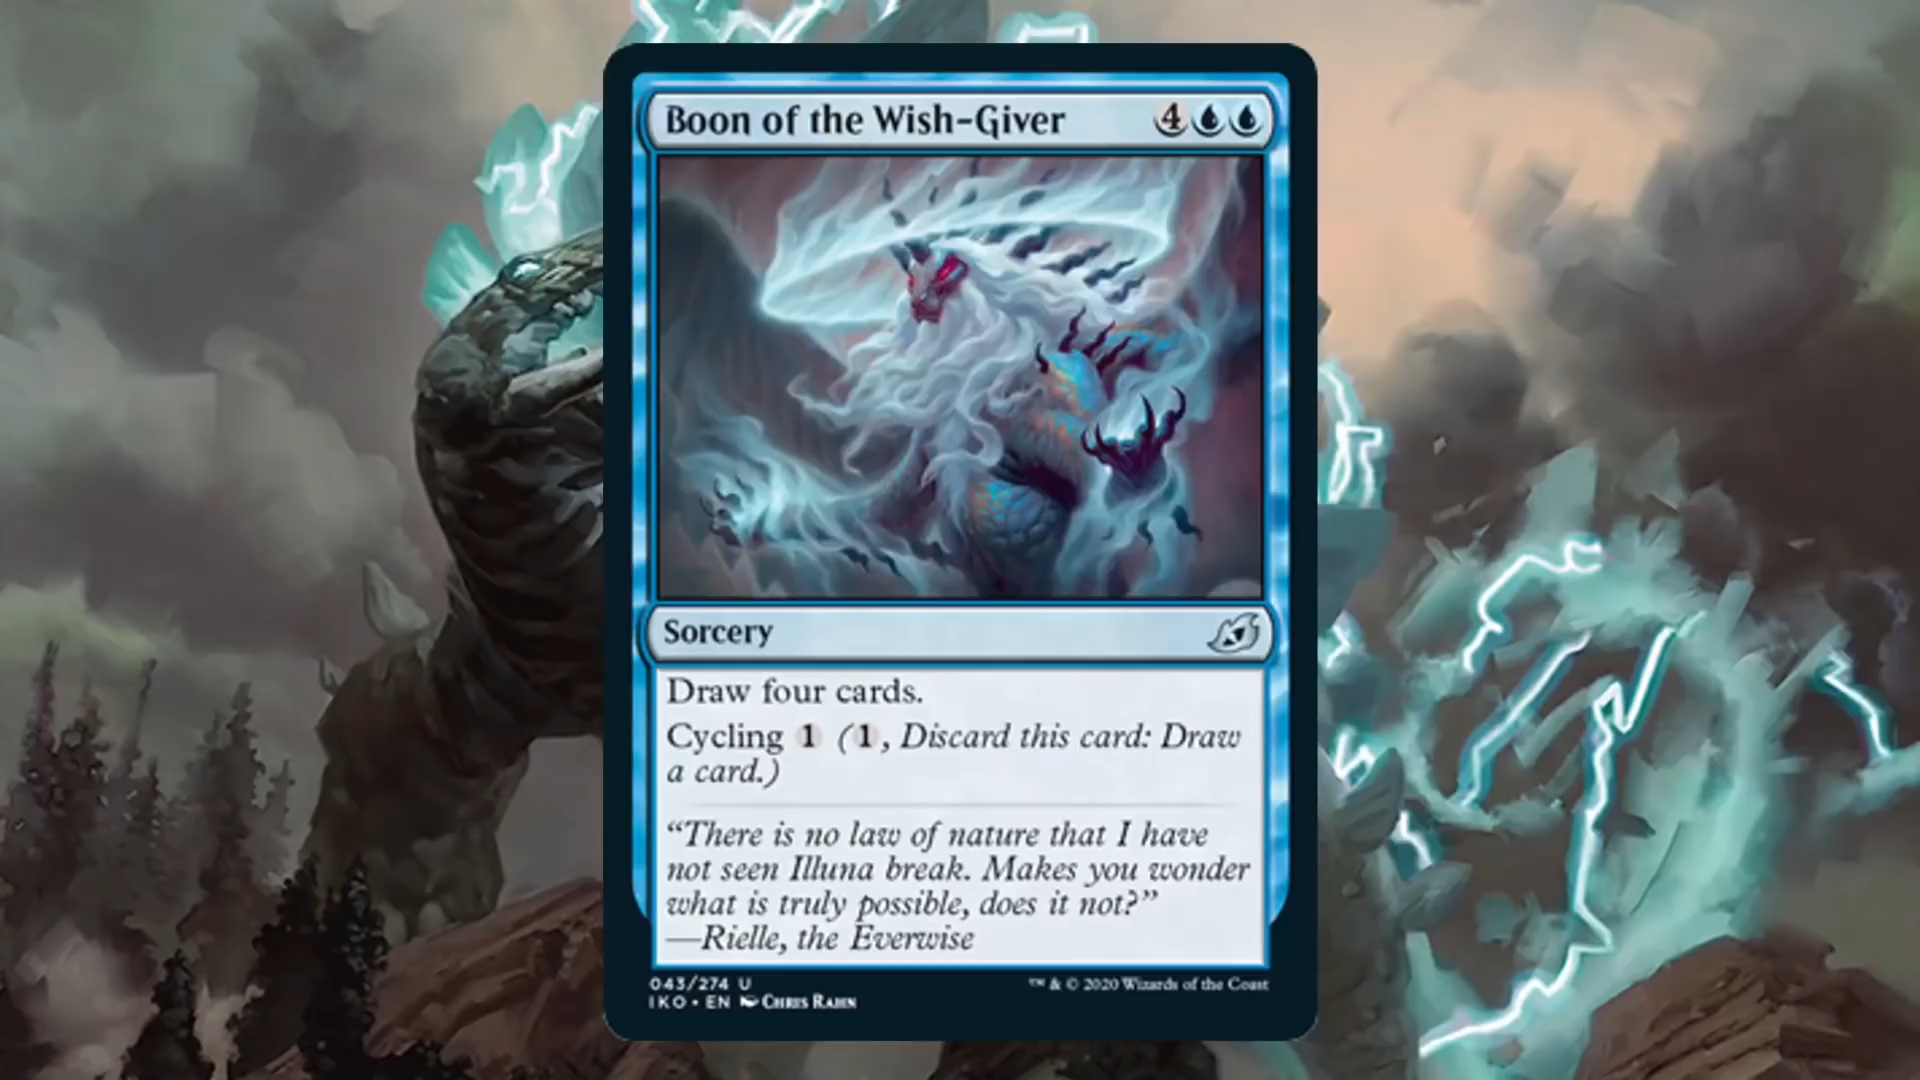 Boon of the Wish-Giver 4
Sorcery
Draw four cards.
Cycling 1 (1, Discard this card: Draw
a card.)
“There is no law of nature that I have
not seen Illuna break. Makes you wonder
what is truly possible, does it not?”
—Rielle, the Everwise
043/274 U
™ & © 2020 Wizards of the Coast
IKO • EN Chris Rahn